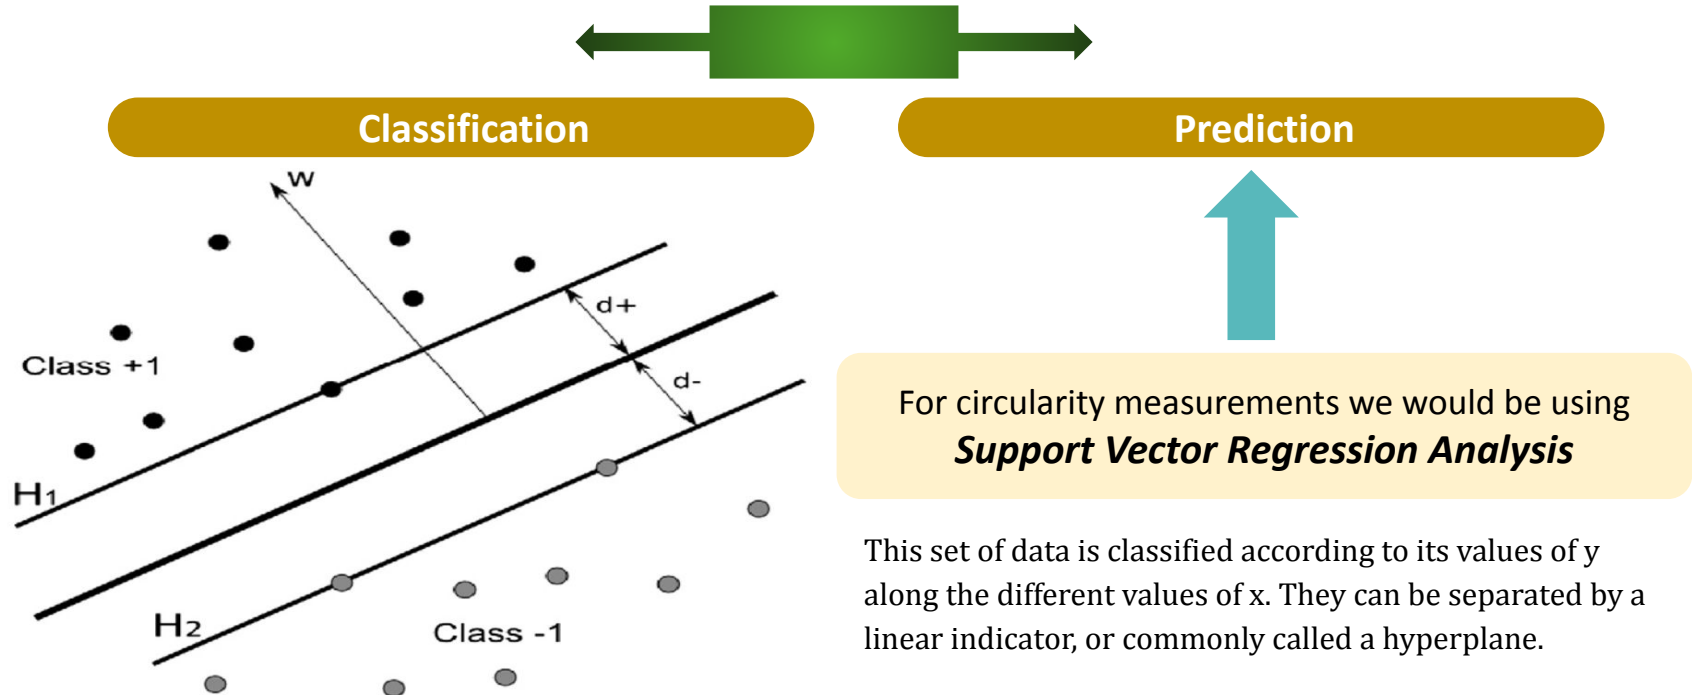 Classification
Prediction
w
d+
Class +1
d-
For circularity measurements we would be using
Support Vector Regression Analysis
H1
This set of data is classified according to its values of y
along the different values of x. They can be separated by a
linear indicator, or commonly called a hyperplane.
H2
Class -1